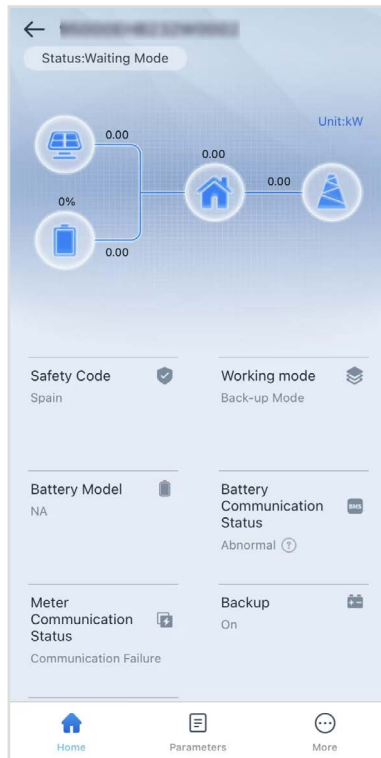 Status:Waiting Mode
Unit:kW
0.00
0.00
0.00
0%
0.00
Safety Code
Spain
Working mode
Back-up Mode
Battery Model
NA
Battery
Communication
Status
BMS
Abnormal ?
Meter
Communication
Status
Communication Failure
Backup
On
Home
Parameters
More